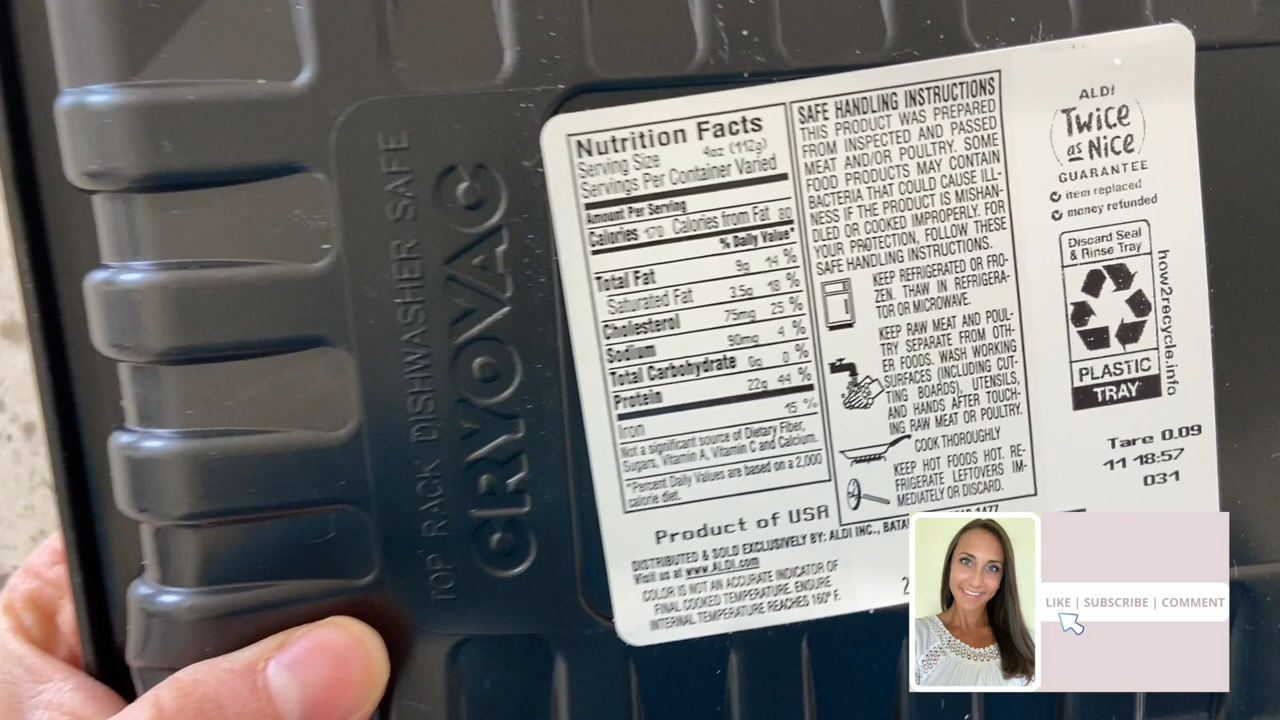 TOP RACK DISHWASHER SAFE
CRYOVAC
Nutrition Facts
Serving Size 4oz (112g)
Servings Per Container Varied
Amount Per Serving
Calories 170 Calories from Fat 80
% Daily Value*
Total Fat 9g 14 %
Saturated Fat 3.5g 18 %
Cholesterol 75mg 25 %
Sodium 90mg 4 %
Total Carbohydrate 0g 0 %
Protein 22g 44 %
Iron 15 %
Not a significant source of Dietary Fiber,
Sugars, Vitamin A, Vitamin C and Calcium.
*Percent Daily Values are based on a 2,000
calorie diet.
SAFE HANDLING INSTRUCTIONS
THIS PRODUCT WAS PREPARED
FROM INSPECTED AND PASSED
MEAT AND/OR POULTRY. SOME
FOOD PRODUCTS MAY CONTAIN
BACTERIA THAT COULD CAUSE ILL-
NESS IF THE PRODUCT IS MISHAN-
DLED OR COOKED IMPROPERLY. FOR
YOUR PROTECTION, FOLLOW THESE
SAFE HANDLING INSTRUCTIONS.
KEEP REFRIGERATED OR FRO-
ZEN. THAW IN REFRIGERA-
TOR OR MICROWAVE.
KEEP RAW MEAT AND POUL-
TRY SEPARATE FROM OTH-
ER FOODS. WASH WORKING
SURFACES (INCLUDING CUT-
TING BOARDS), UTENSILS,
AND HANDS AFTER TOUCH-
ING RAW MEAT OR POULTRY.
COOK THOROUGHLY
KEEP HOT FOODS HOT. RE-
FRIGERATE LEFTOVERS IM-
MEDIATELY OR DISCARD.
Product of USA
DISTRIBUTED & SOLD EXCLUSIVELY BY: ALDI INC.,
Visit us at www.ALDI.com
COLOR IS NOT AN ACCURATE INDICATOR OF
FINAL COOKED TEMPERATURE. ENSURE
INTERNAL TEMPERATURE REACHES 160° F.
ALDI
Twice
as Nice
GUARANTEE
item replaced
money refunded
Discard Seal
& Rinse Tray
PLASTIC
TRAY
how2recycle.info
Tare 0.09
11 18:57
031
LIKE | SUBSCRIBE | COMMENT